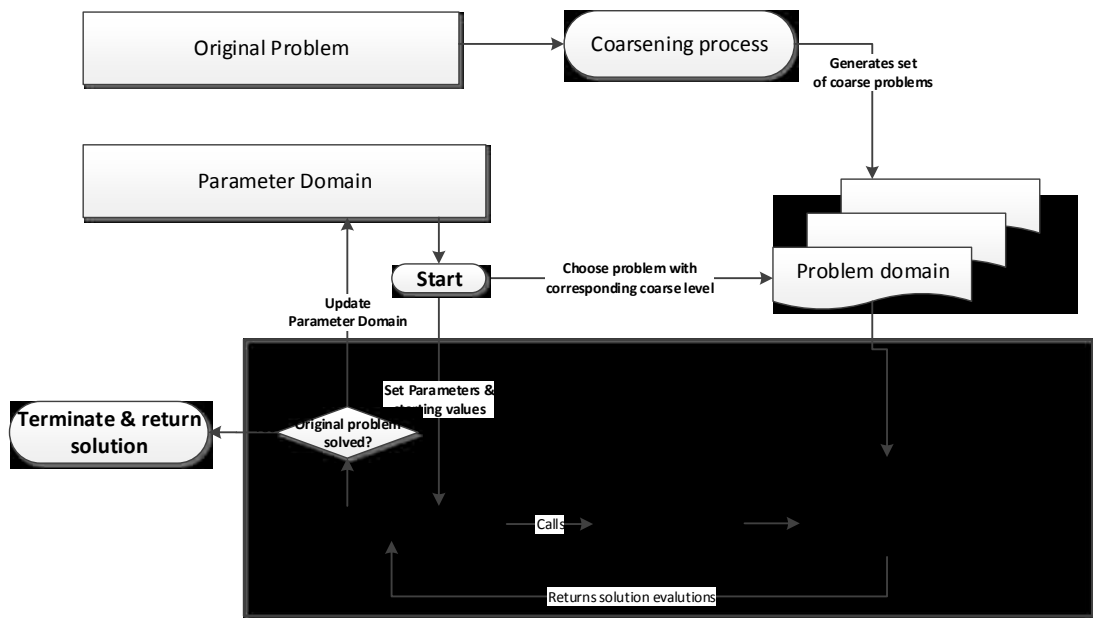 Original Problem
Coarsening process
Generates set
of coarse problems
Parameter Domain
Start
Choose problem with
corresponding coarse level
Problem domain
Update
Parameter Domain
Set Parameters &
values
Terminate & return
solution
Original problem
solved?
Calls
Returns solution evalutions